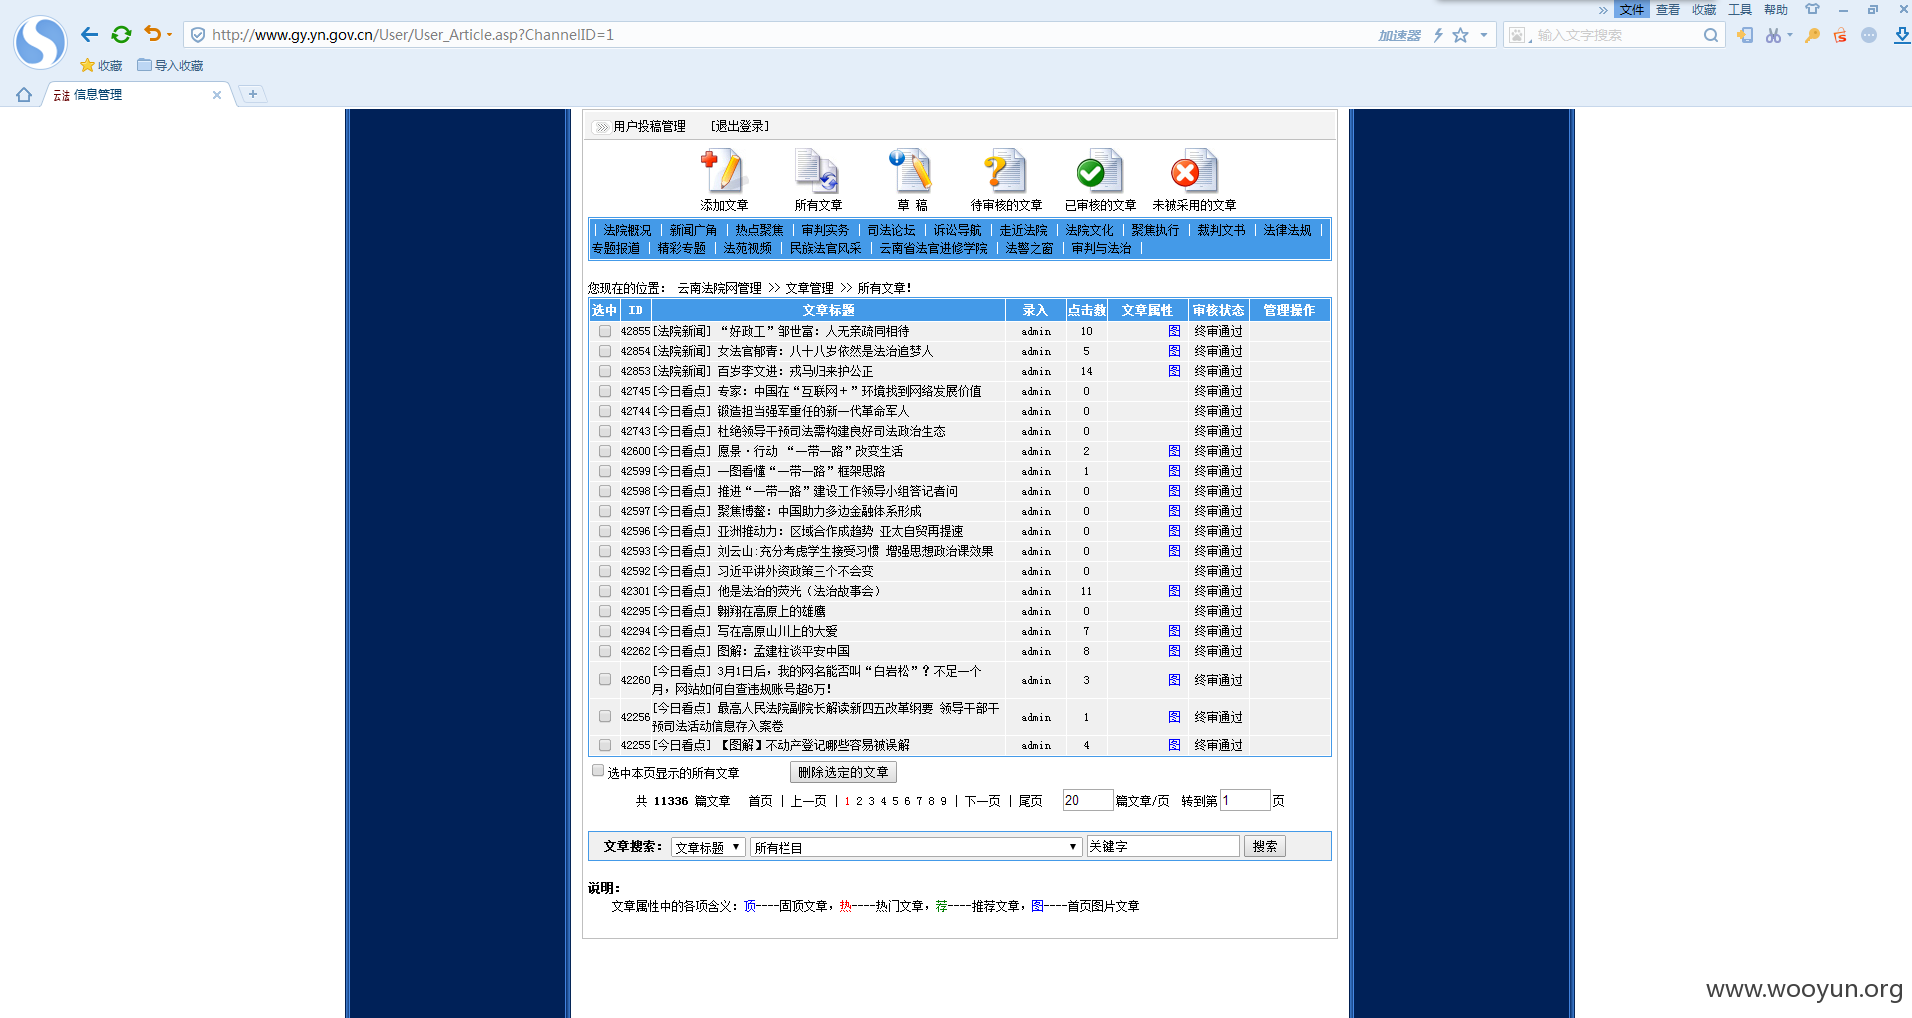 » 文件 查看 收藏 工具 帮助
http://www.gy.yn.gov.cn/User/User_Article.asp?ChannelID=1 加速器 输入文字搜索
收藏 导入收藏
云法 信息管理
用户投稿管理 [退出登录]
添加文章 所有文章 草 稿 待审核的文章 已审核的文章 未被采用的文章
| 法院概况 | 新闻广角 | 热点聚焦 | 审判实务 | 司法论坛 | 诉讼导航 | 走近法院 | 法院文化 | 聚焦执行 | 裁判文书 | 法律法规 |
专题报道 | 精彩专题 | 法苑视频 | 民族法官风采 | 云南省法官进修学院 | 法警之窗 | 审判与法治 |
您现在的位置： 云南法院网管理 >> 文章管理 >> 所有文章！
选中 ID 文章标题 录入 点击数 文章属性 审核状态 管理操作
42855 [法院新闻] “好政工”邹世富：人无亲疏同相待 admin 10 图 终审通过
42854 [法院新闻] 女法官郁青：八十八岁依然是法治追梦人 admin 5 图 终审通过
42853 [法院新闻] 百岁李文进：戎马归来护公正 admin 14 图 终审通过
42745 [今日看点] 专家：中国在“互联网＋”环境找到网络发展价值 admin 0 终审通过
42744 [今日看点] 锻造担当强军重任的新一代革命军人 admin 0 终审通过
42743 [今日看点] 杜绝领导干预司法需构建良好司法政治生态 admin 0 终审通过
42600 [今日看点] 愿景·行动 “一带一路”改变生活 admin 2 图 终审通过
42599 [今日看点] 一图看懂“一带一路”框架思路 admin 1 图 终审通过
42598 [今日看点] 推进“一带一路”建设工作领导小组答记者问 admin 0 图 终审通过
42597 [今日看点] 聚焦博鳌：中国助力多边金融体系形成 admin 0 图 终审通过
42596 [今日看点] 亚洲推动力：区域合作成趋势 亚太自贸再提速 admin 0 图 终审通过
42593 [今日看点] 刘云山:充分考虑学生接受习惯 增强思想政治课效果 admin 0 图 终审通过
42592 [今日看点] 习近平讲外资政策三个不会变 admin 0 终审通过
42301 [今日看点] 他是法治的荧光（法治故事会） admin 11 图 终审通过
42295 [今日看点] 翱翔在高原上的雄鹰 admin 0 终审通过
42294 [今日看点] 写在高原山川上的大爱 admin 7 图 终审通过
42262 [今日看点] 图解：孟建柱谈平安中国 admin 8 图 终审通过
[今日看点] 3月1日后，我的网名能否叫“白岩松”？不足一个
42260 月，网站如何自查违规账号超6万！ admin 3 图 终审通过
[今日看点] 最高人民法院副院长解读新四五改革纲要 领导干部干
42256 预司法活动信息存入案卷 admin 1 图 终审通过
42255 [今日看点] 【图解】不动产登记哪些容易被误解 admin 4 图 终审通过
选中本页显示的所有文章 删除选定的文章
共 11336 篇文章 首页 | 上一页 | 1 2 3 4 5 6 7 8 9 | 下一页 | 尾页 20 篇文章/页 转到第 1 页
文章搜索： 文章标题 所有栏目 关键字 搜索
说明：
文章属性中的各项含义：顶----固顶文章，热----热门文章，荐----推荐文章，图----首页图片文章
www.wooyun.org